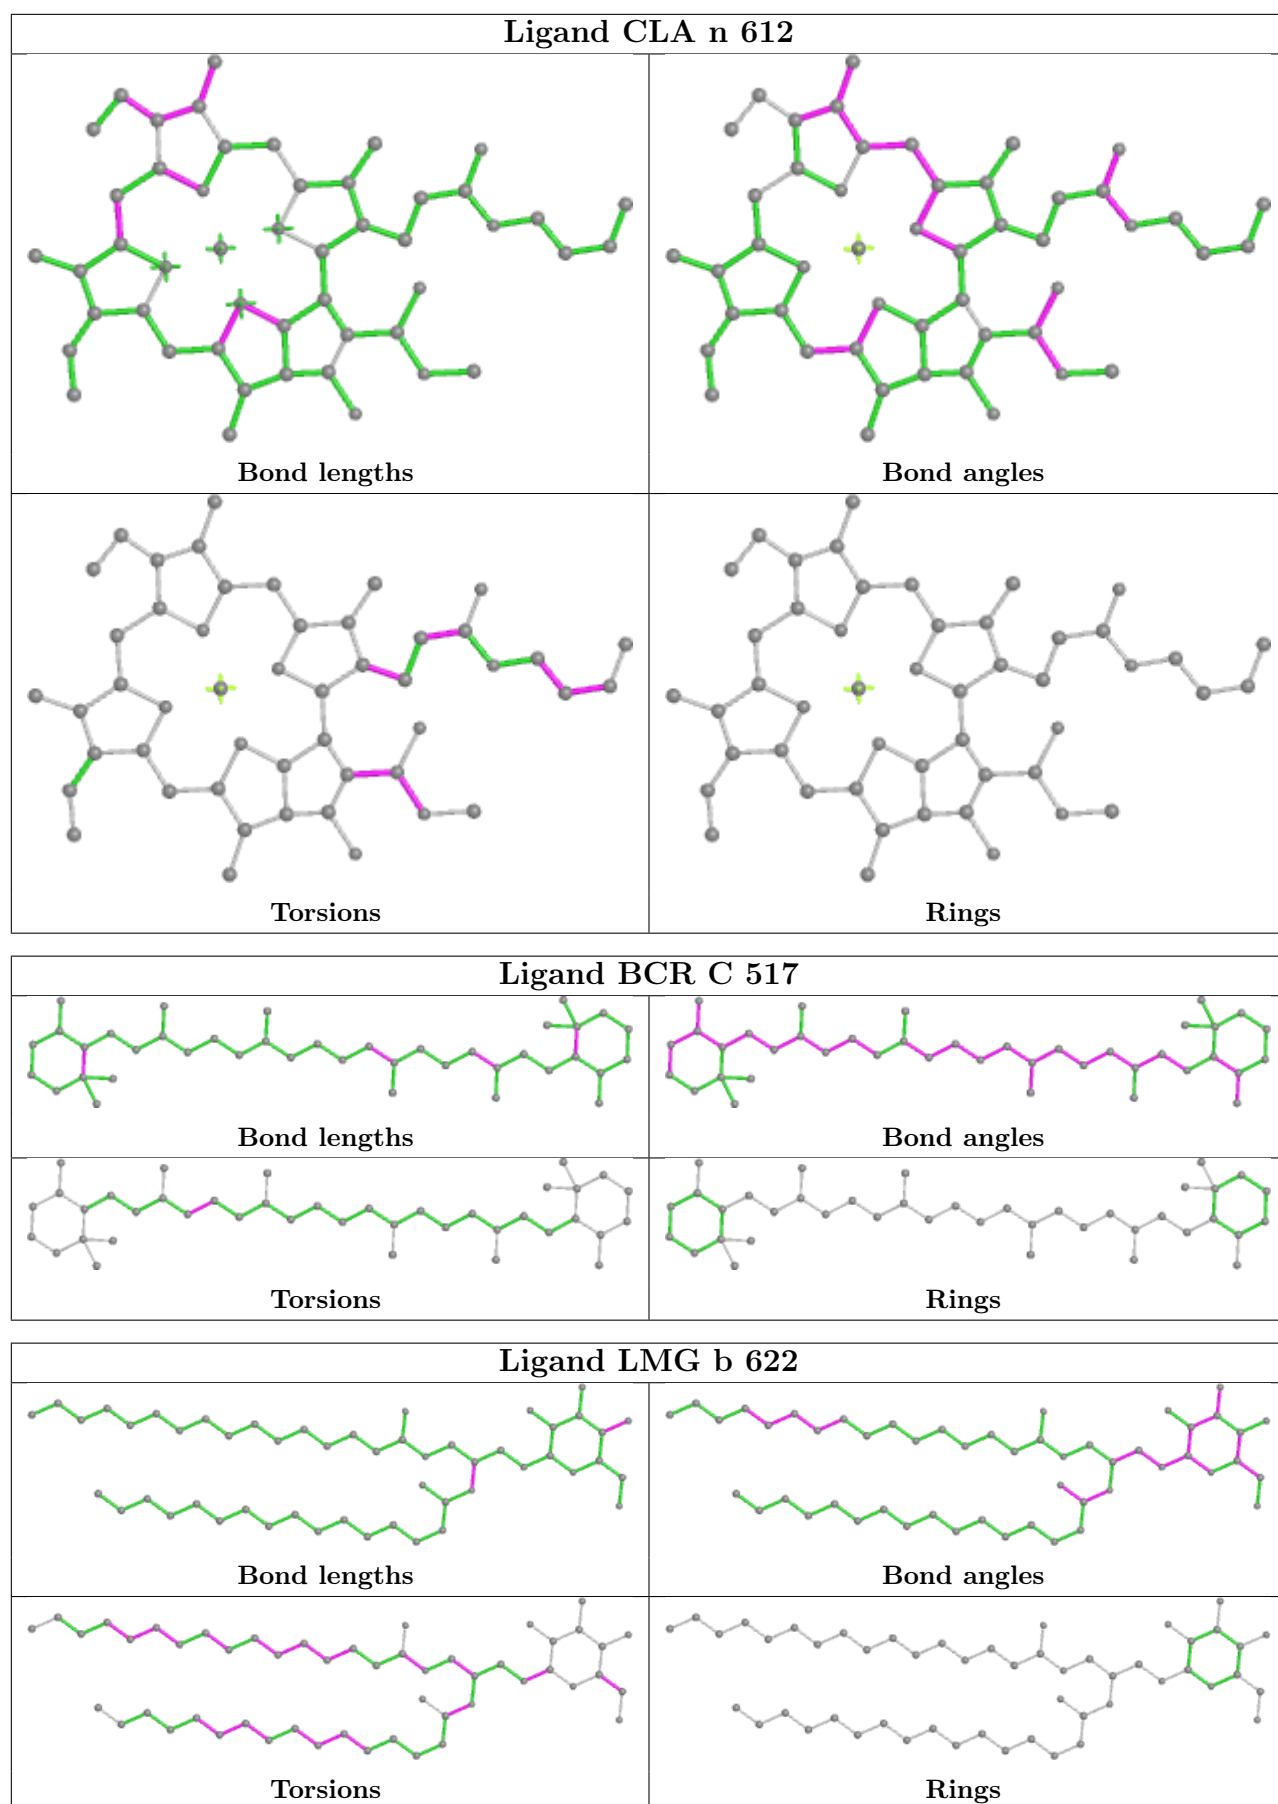 Ligand CLA n 612
Bond lengths
Bond angles
Torsions
Rings
Ligand BCR C 517
Bond lengths
Bond angles
Torsions
Rings
Ligand LMG b 622
Bond lengths
Bond angles
Torsions
Rings